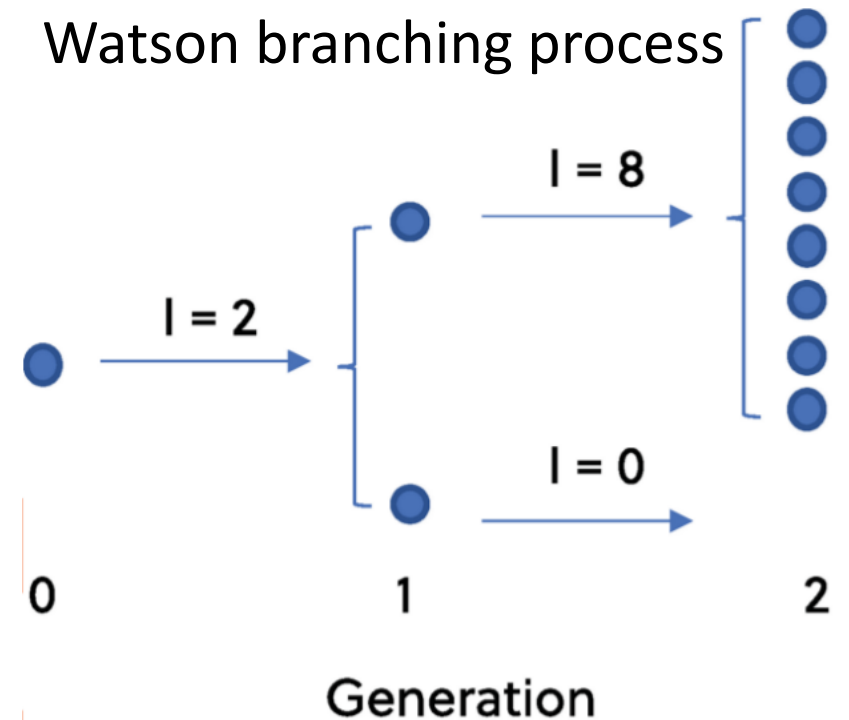 Watson branching process
I = 8
I = 2
I = 0
0 1 2
Generation